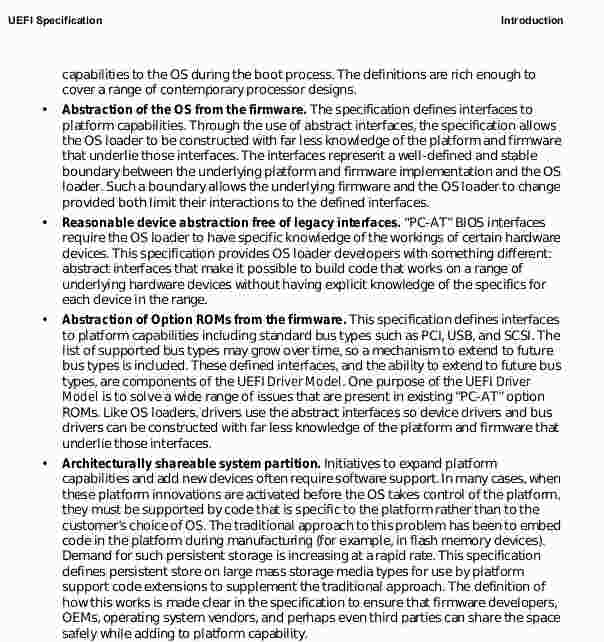 UEFI Specification Introduction
capabilities to the OS during the boot process. The definitions are rich enough to
cover a range of contemporary processor designs.
• Abstraction of the OS from the firmware. The specification defines interfaces to
platform capabilities. Through the use of abstract interfaces, the specification allows
the OS loader to be constructed with far less knowledge of the platform and firmware
that underlie those interfaces. The interfaces represent a well-defined and stable
boundary between the underlying platform and firmware implementation and the OS
loader. Such a boundary allows the underlying firmware and the OS loader to change
provided both limit their interactions to the defined interfaces.
• Reasonable device abstraction free of legacy interfaces. "PC-AT" BIOS interfaces
require the OS loader to have specific knowledge of the workings of certain hardware
devices. This specification provides OS loader developers with something different:
abstract interfaces that make it possible to build code that works on a range of
underlying hardware devices without having explicit knowledge of the specifics for
each device in the range.
• Abstraction of Option ROMs from the firmware. This specification defines interfaces
to platform capabilities including standard bus types such as PCI, USB, and SCSI. The
list of supported bus types may grow over time, so a mechanism to extend to future
bus types is included. These defined interfaces, and the ability to extend to future bus
types, are components of the UEFI Driver Model. One purpose of the UEFI Driver
Model is to solve a wide range of issues that are present in existing "PC-AT" option
ROMs. Like OS loaders, drivers use the abstract interfaces so device drivers and bus
drivers can be constructed with far less knowledge of the platform and firmware that
underlie those interfaces.
• Architecturally shareable system partition. Initiatives to expand platform
capabilities and add new devices often require software support. In many cases, when
these platform innovations are activated before the OS takes control of the platform,
they must be supported by code that is specific to the platform rather than to the
customer's choice of OS. The traditional approach to this problem has been to embed
code in the platform during manufacturing (for example, in flash memory devices).
Demand for such persistent storage is increasing at a rapid rate. This specification
defines persistent store on large mass storage media types for use by platform
support code extensions to supplement the traditional approach. The definition of
how this works is made clear in the specification to ensure that firmware developers,
OEMs, operating system vendors, and perhaps even third parties can share the space
safely while adding to platform capability.